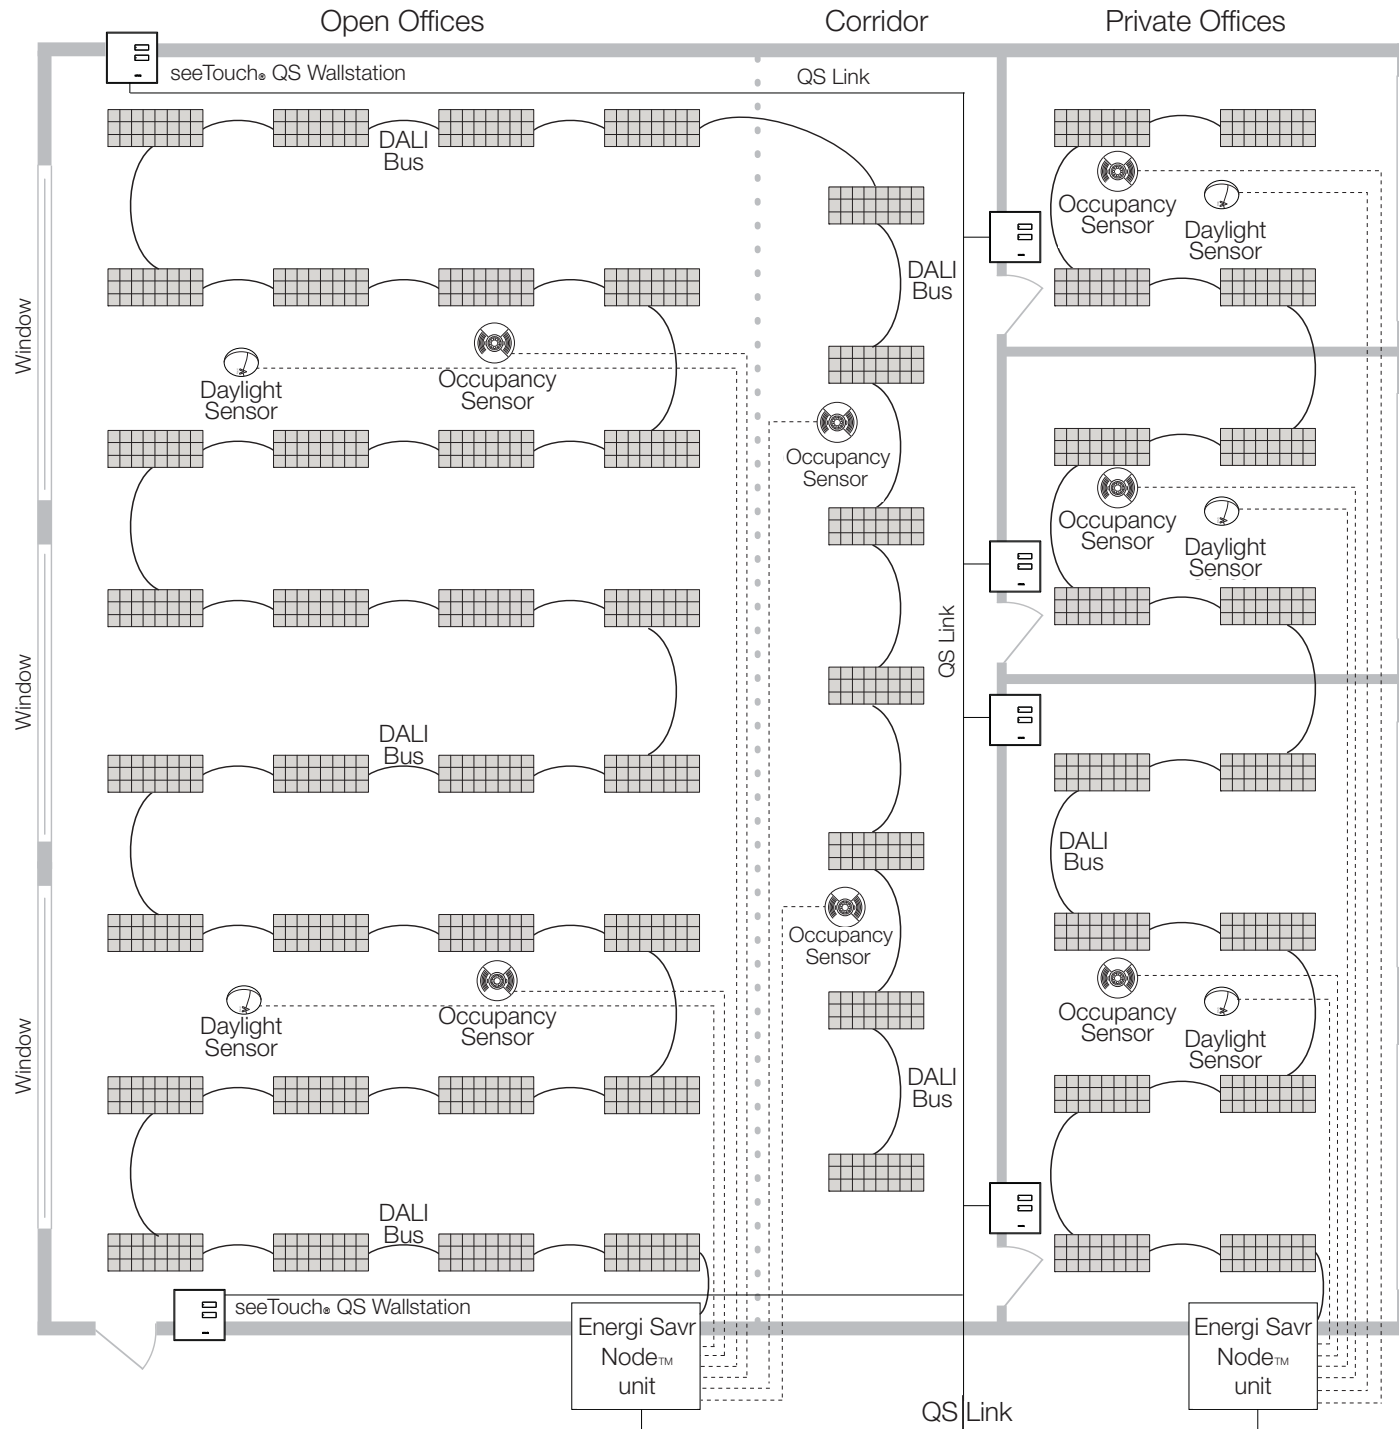 Open Offices
Corridor
Private Offices
seeTouch® QS Wallstation
QS Link
DALI
Bus
Occupancy
Sensor
Daylight
Sensor
DALI
Bus
Window
Daylight
Sensor
Occupancy
Sensor
Occupancy
Sensor
Occupancy
Sensor
Daylight
Sensor
QS Link
Window
DALI
Bus
DALI
Bus
Occupancy
Sensor
Daylight
Sensor
Occupancy
Sensor
Occupancy
Sensor
Daylight
Sensor
Window
DALI
Bus
DALI
Bus
seeTouch® QS Wallstation
Energi Savr
Node™
unit
Energi Savr
Node™
unit
QS Link